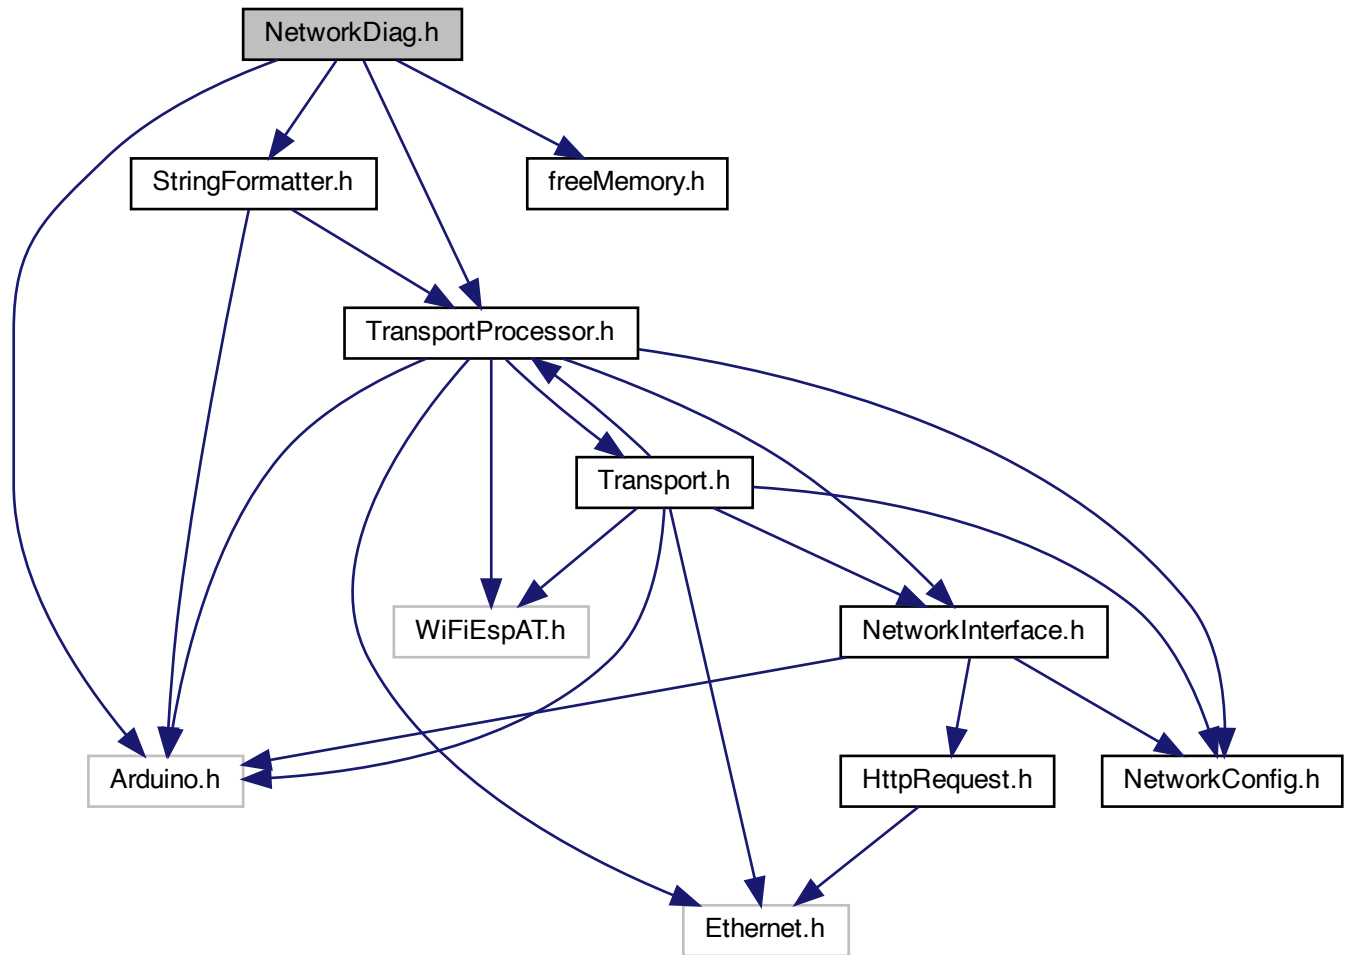 NetworkDiag.h
StringFormatter.h
freeMemory.h
TransportProcessor.h
Transport.h
WiFiEspAT.h
NetworkInterface.h
Arduino.h
HttpRequest.h
NetworkConfig.h
Ethernet.h